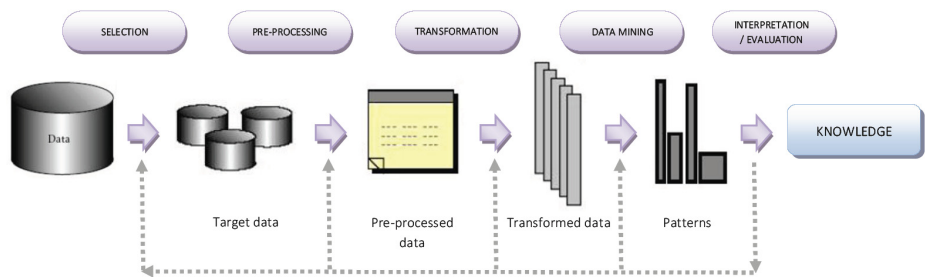 SELECTION
PRE-PROCESSING
TRANSFORMATION
DATA MINING
INTERPRETATION
/ EVALUATION
Data
KNOWLEDGE
Target data
Pre-processed
data
Transformed data
Patterns